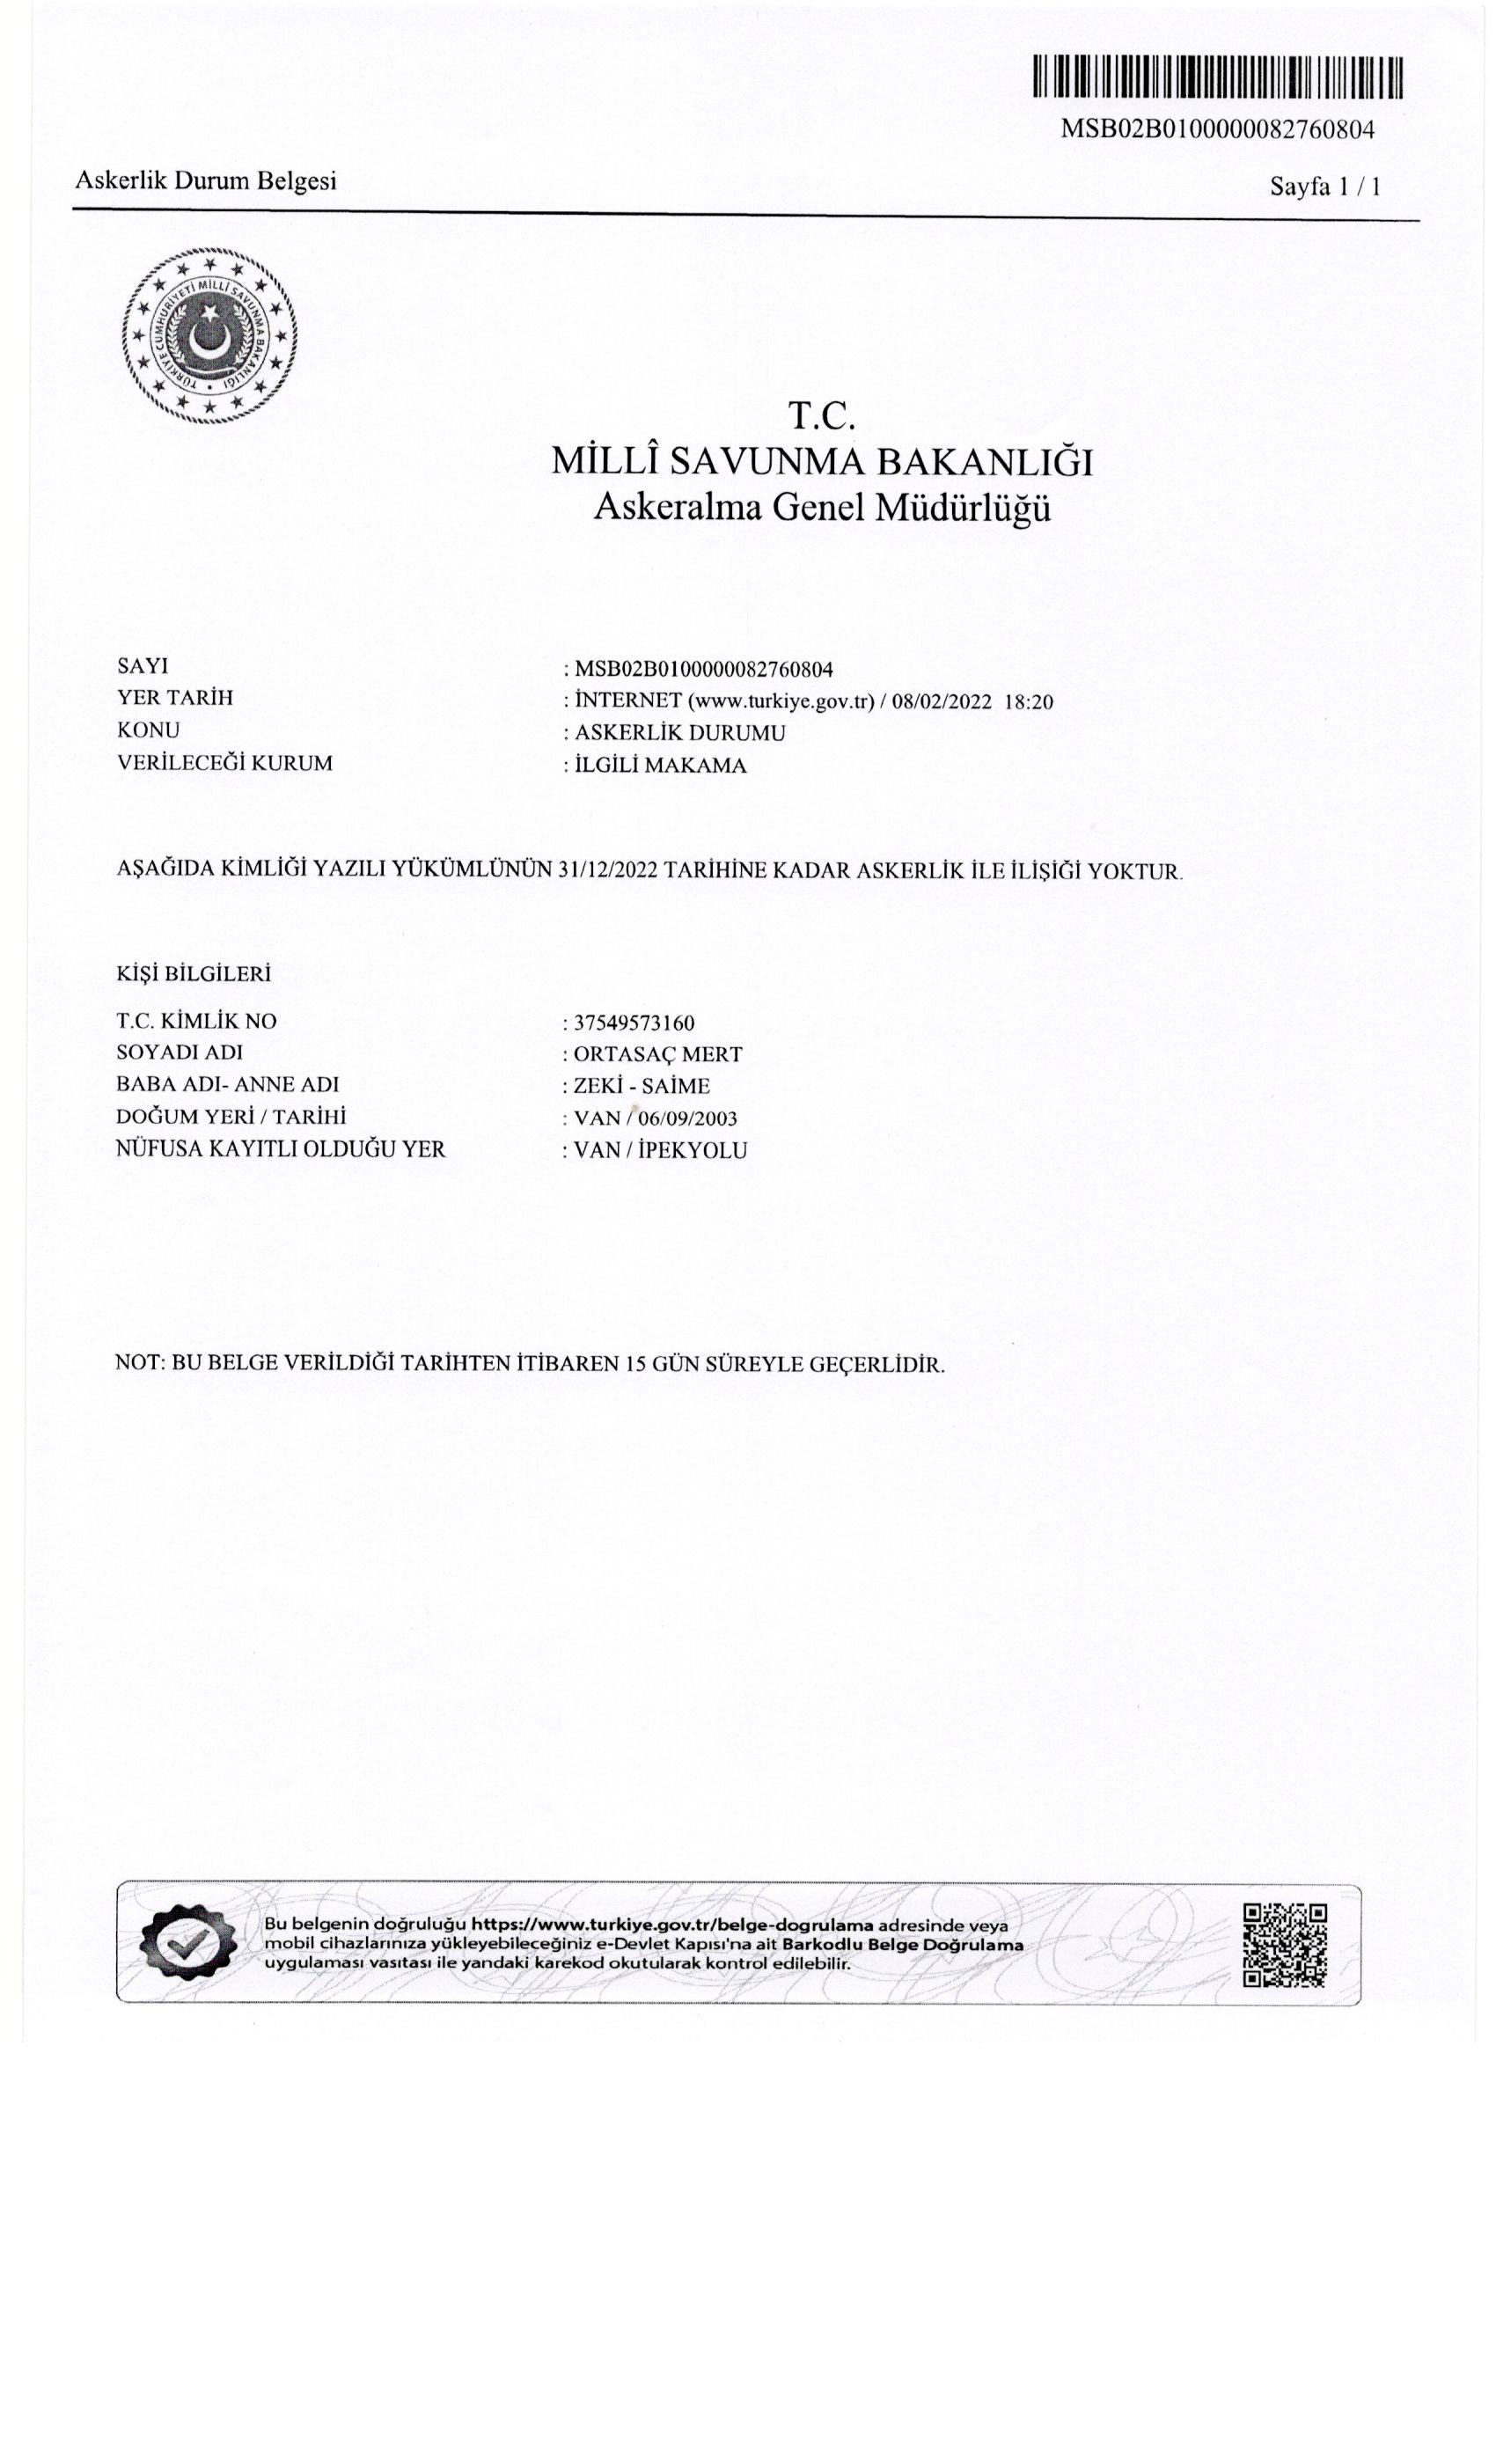 MSB02B0100000082760804
Askerlik Durum Belgesi
Sayfa 1 / 1
TÜRKİYE CUMHURİYETİ MİLLÎ SAVUNMA BAKANLIĞI
T.C.
MİLLÎ SAVUNMA BAKANLIĞI
Askeralma Genel Müdürlüğü
SAYI : MSB02B0100000082760804
YER TARİH : İNTERNET (www.turkiye.gov.tr) / 08/02/2022 18:20
KONU : ASKERLİK DURUMU
VERİLECEĞİ KURUM : İLGİLİ MAKAMA
AŞAĞIDA KİMLİĞİ YAZILI YÜKÜMLÜNÜN 31/12/2022 TARİHİNE KADAR ASKERLİK İLE İLİŞİĞİ YOKTUR.
KİŞİ BİLGİLERİ
T.C. KİMLİK NO : 37549573160
SOYADI ADI : ORTASAÇ MERT
BABA ADI- ANNE ADI : ZEKİ - SAİME
DOĞUM YERİ / TARİHİ : VAN / 06/09/2003
NÜFUSA KAYITLI OLDUĞU YER : VAN / İPEKYOLU
NOT: BU BELGE VERİLDİĞİ TARİHTEN İTİBAREN 15 GÜN SÜREYLE GEÇERLİDİR.
Bu belgenin doğruluğu https://www.turkiye.gov.tr/belge-dogrulama adresinde veya
mobil cihazlarınıza yükleyebileceğiniz e-Devlet Kapısı'na ait Barkodlu Belge Doğrulama
uygulaması vasıtası ile yandaki karekod okutularak kontrol edilebilir.